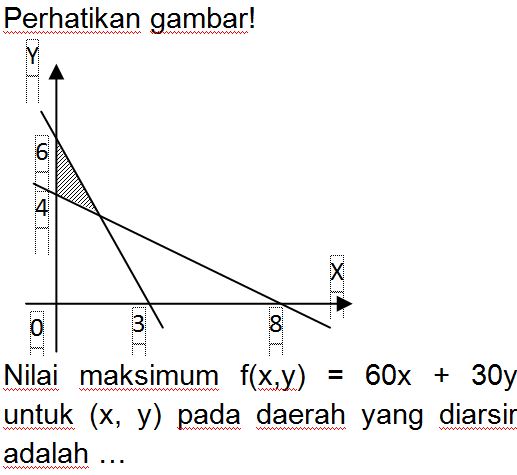 Perhatikan gambar!
Y
6
4
X
0 3 8
Nilai maksimum f(x,y) = 60x + 30y
untuk (x, y) pada daerah yang diarsir
adalah …